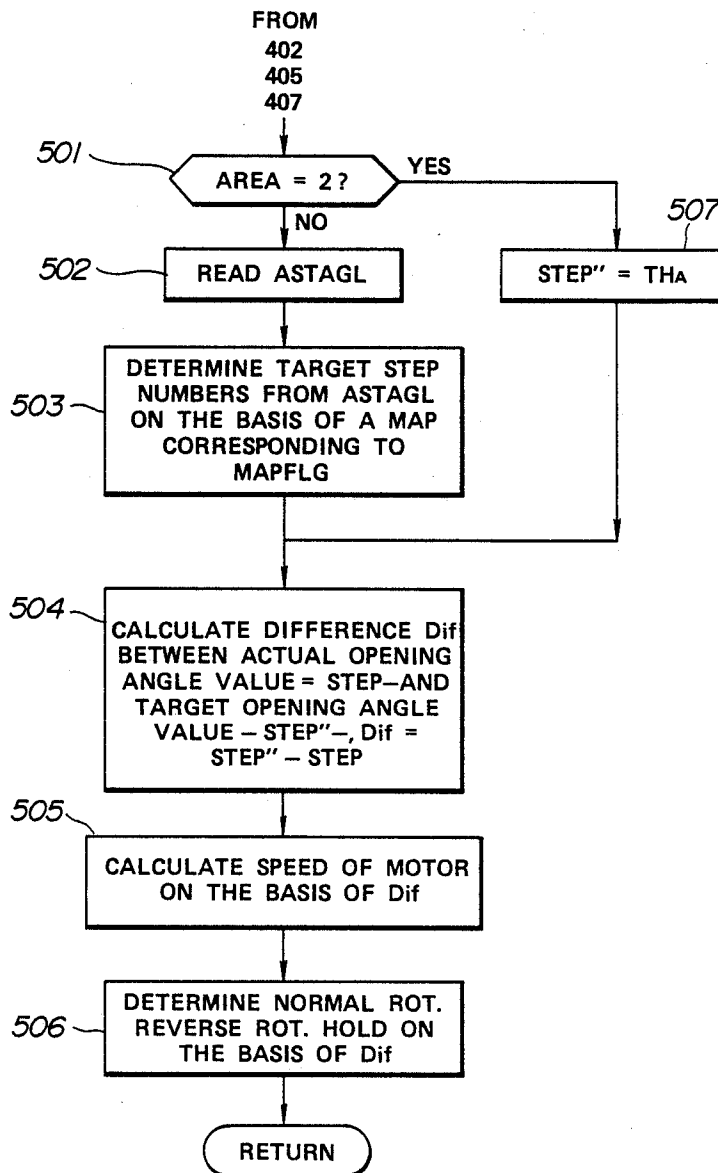 FROM
402
405
407
501
AREA = 2?
YES
NO
507
502
READ ASTAGL
STEP" = THA
503
DETERMINE TARGET STEP
NUMBERS FROM ASTAGL
ON THE BASIS OF A MAP
CORRESPONDING TO
MAPFLG
504
CALCULATE DIFFERENCE Dif
BETWEEN ACTUAL OPENING
ANGLE VALUE = STEP—AND
TARGET OPENING ANGLE
VALUE — STEP"—, Dif =
STEP" — STEP
505
CALCULATE SPEED OF MOTOR
ON THE BASIS OF Dif
506
DETERMINE NORMAL ROT.
REVERSE ROT. HOLD ON
THE BASIS OF Dif
RETURN